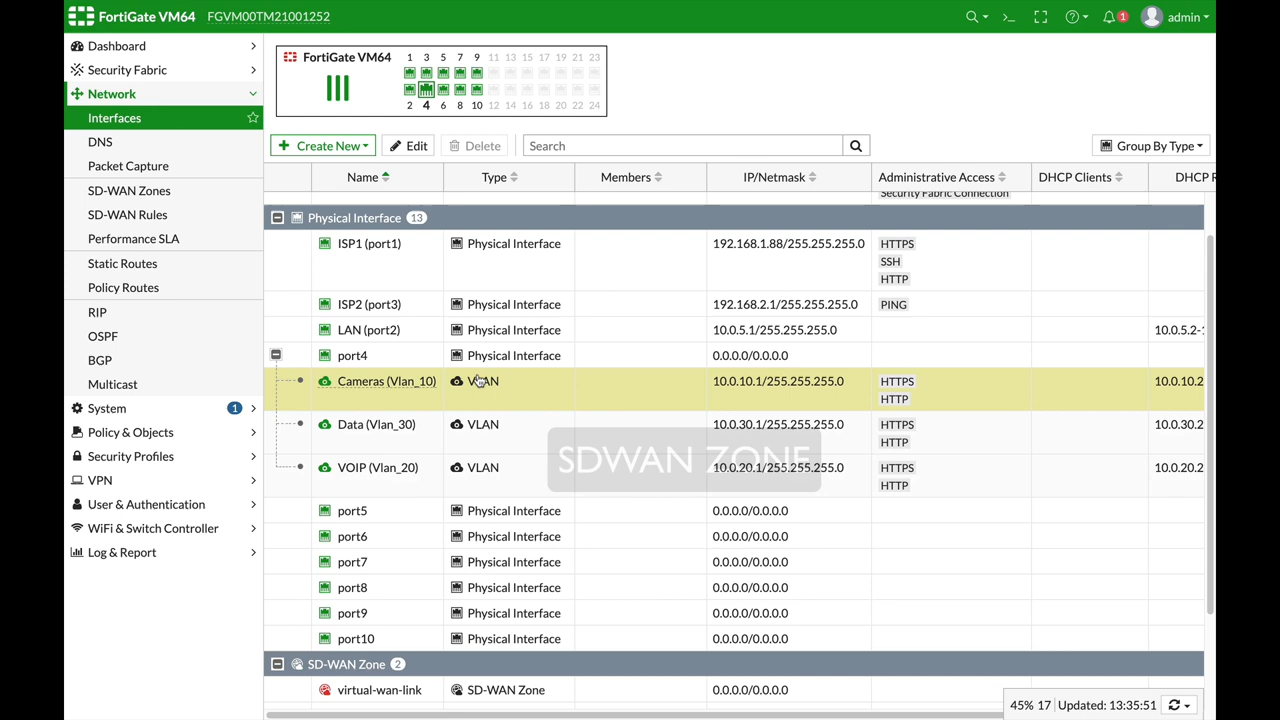 FortiGate VM64 FGVM00TM21001252 >_ 1 admin
Dashboard
Security Fabric
Network
Interfaces
DNS
Packet Capture
SD-WAN Zones
SD-WAN Rules
Performance SLA
Static Routes
Policy Routes
RIP
OSPF
BGP
Multicast
System 1
Policy & Objects
Security Profiles
VPN
User & Authentication
WiFi & Switch Controller
Log & Report
FortiGate VM64
1 3 5 7 9 11 13 15 17 19 21 23
2 4 6 8 10 12 14 16 18 20 22 24
+ Create New Edit Delete Search Group By Type
Name Type Members IP/Netmask Administrative Access DHCP Clients DHCP R
Security Fabric Connection
Physical Interface 13
ISP1 (port1) Physical Interface 192.168.1.88/255.255.255.0 HTTPS
SSH
HTTP
ISP2 (port3) Physical Interface 192.168.2.1/255.255.255.0 PING
LAN (port2) Physical Interface 10.0.5.1/255.255.255.0 10.0.5.2-1
port4 Physical Interface 0.0.0.0/0.0.0.0
Cameras (Vlan_10) VLAN 10.0.10.1/255.255.255.0 HTTPS 10.0.10.2
HTTP
Data (Vlan_30) VLAN 10.0.30.1/255.255.255.0 HTTPS 10.0.30.2
HTTP
SDWAN ZONE
VOIP (Vlan_20) VLAN 10.0.20.1/255.255.255.0 HTTPS 10.0.20.2
HTTP
port5 Physical Interface 0.0.0.0/0.0.0.0
port6 Physical Interface 0.0.0.0/0.0.0.0
port7 Physical Interface 0.0.0.0/0.0.0.0
port8 Physical Interface 0.0.0.0/0.0.0.0
port9 Physical Interface 0.0.0.0/0.0.0.0
port10 Physical Interface 0.0.0.0/0.0.0.0
SD-WAN Zone 2
virtual-wan-link SD-WAN Zone 0.0.0.0/0.0.0.0
45% 17 Updated: 13:35:51